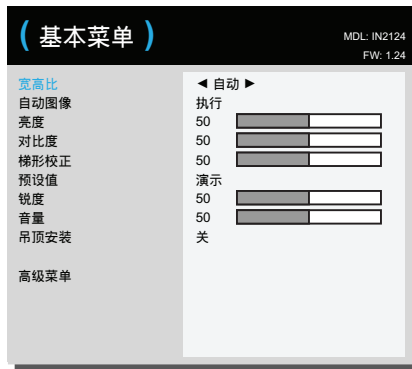 (基本菜单)
MDL: IN2124
FW: 1.24
宽高比 ◀ 自动 ▶
自动图像 执行
亮度 50
对比度 50
梯形校正 50
预设值 演示
锐度 50
音量 50
吊顶安装 关
高级菜单